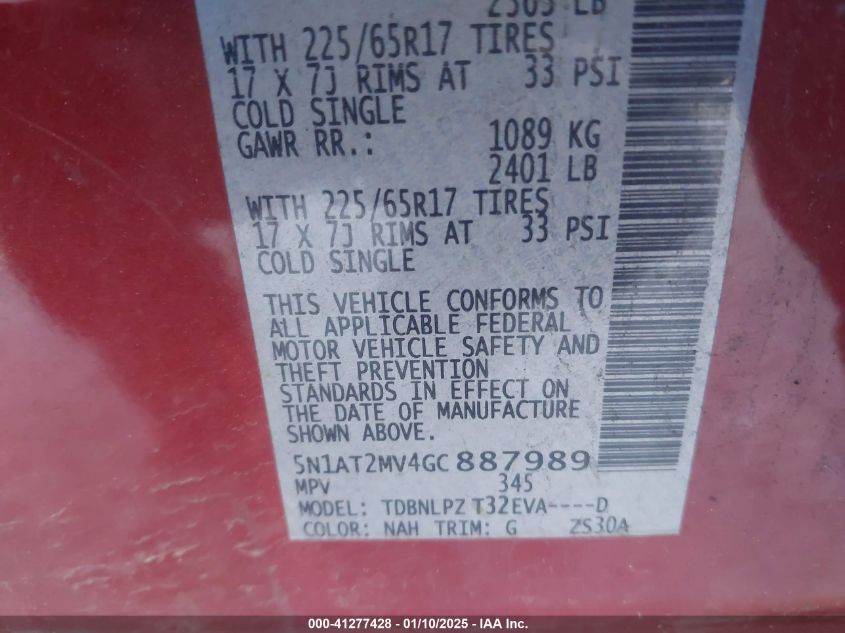 2505 LB
WITH 225/65R17 TIRES
17 X 7J RIMS AT 33 PSI
COLD SINGLE
GAWR RR.: 1089 KG
2401 LB
WITH 225/65R17 TIRES
17 X 7J RIMS AT 33 PSI
COLD SINGLE
THIS VEHICLE CONFORMS TO
ALL APPLICABLE FEDERAL
MOTOR VEHICLE SAFETY AND
THEFT PREVENTION
STANDARDS IN EFFECT ON
THE DATE OF MANUFACTURE
SHOWN ABOVE.
5N1AT2MV4GC887989
MPV 345
MODEL: TDBNLPZ T32EVA----D
COLOR: NAH TRIM: G ZS30A
000-41277428 - 01/10/2025 - IAA Inc.